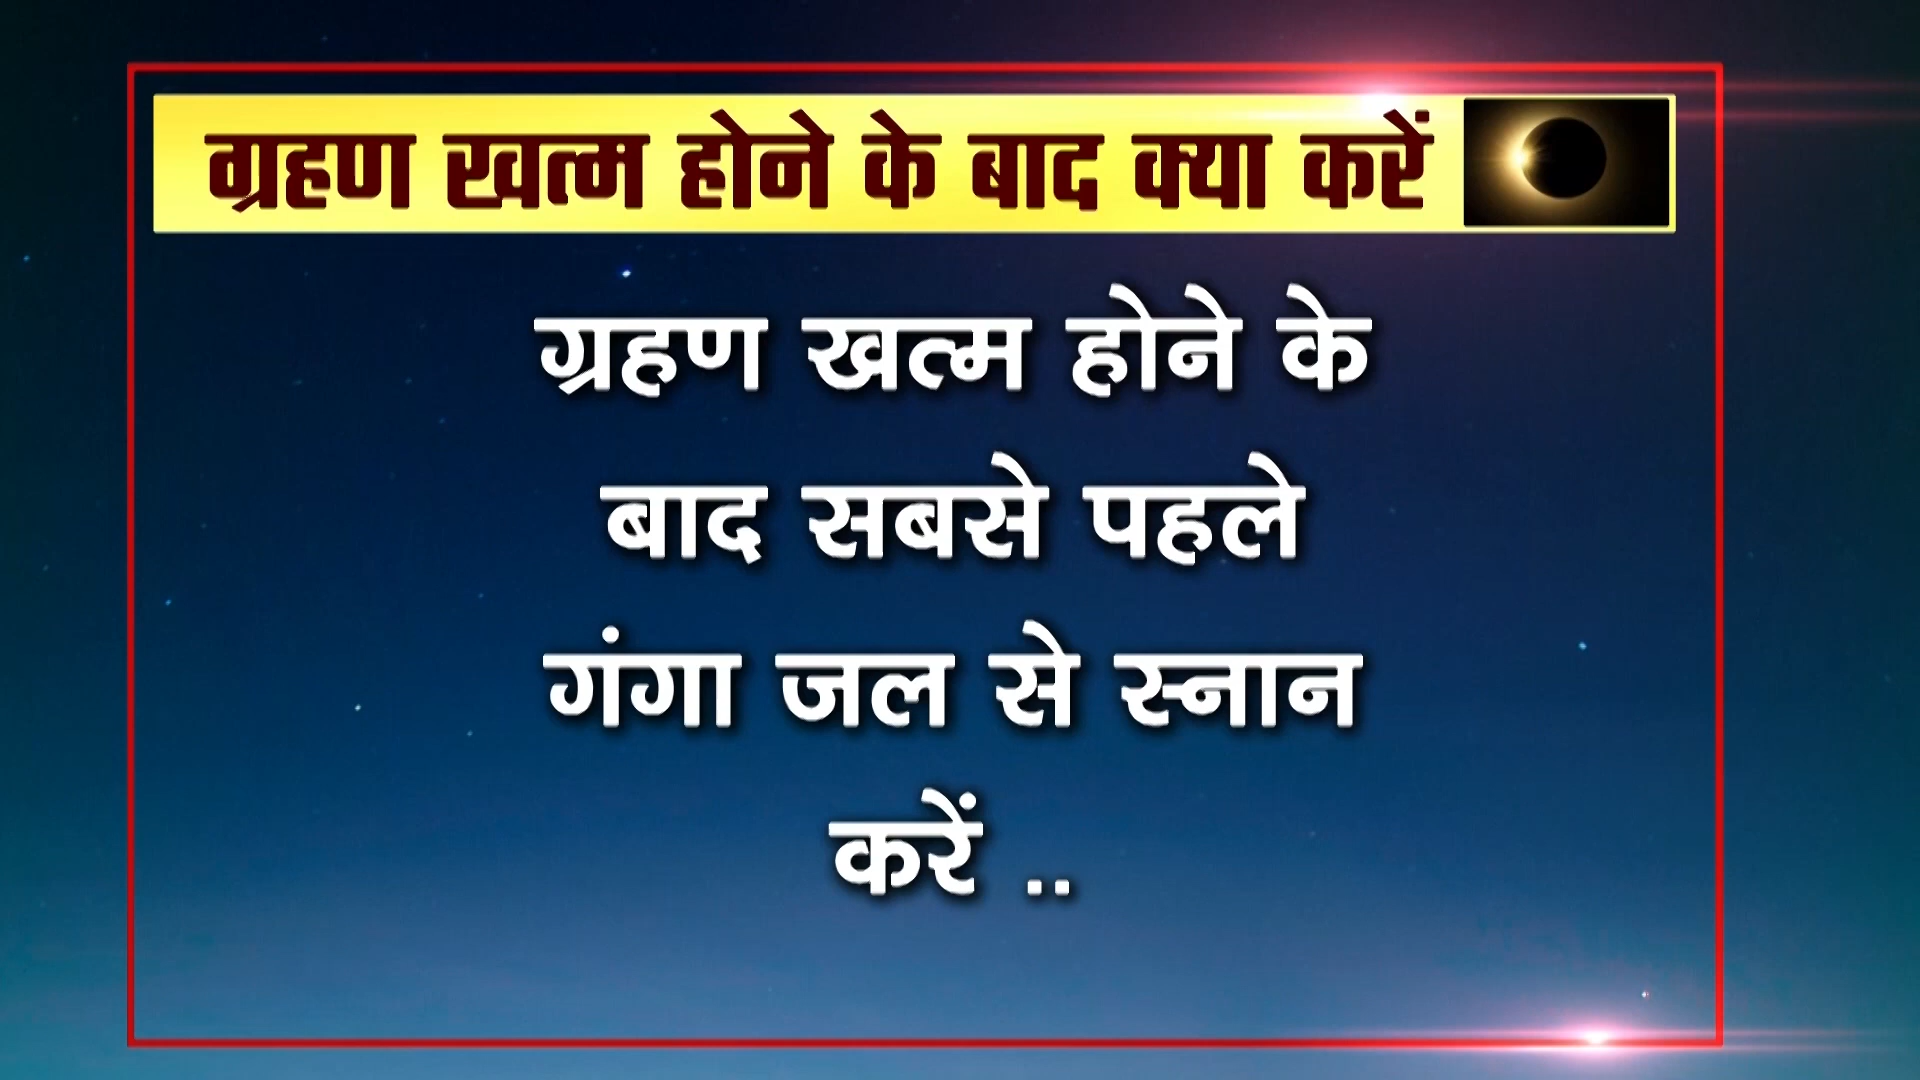 ग्रहण खत्म होने के बाद क्या करें
ग्रहण खत्म होने के
बाद सबसे पहले
गंगा जल से स्नान
करें ..